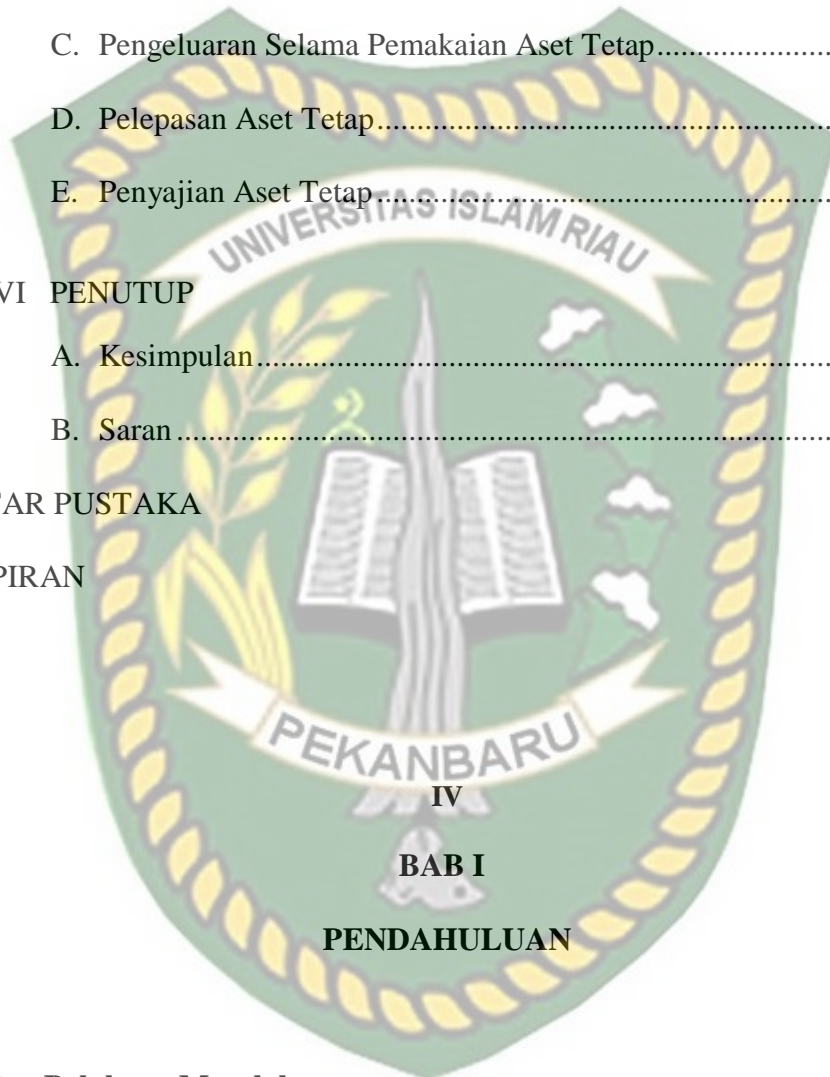 C. Pengeluaran Selama Pemakaian Aset Tetap......................
D. Pelepasan Aset Tetap......................................................
E. Penyajian Aset Tetap......................................................
UNIVERSITAS ISLAM RIAU
VI PENUTUP
A. Kesimpulan......................................................................
B. Saran................................................................................
AR PUSTAKA
PIRAN
PEKANBARU
IV
BAB I
PENDAHULUAN